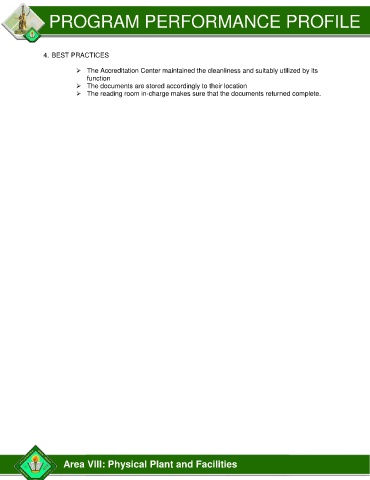 PROGRAM PERFORMANCE PROFILE
4. BEST PRACTICES
➢ The Accreditation Center maintained the cleanliness and suitably utilized by its
function
➢ The documents are stored accordingly to their location
➢ The reading room in-charge makes sure that the documents returned complete.
Area VIII: Physical Plant and Facilities